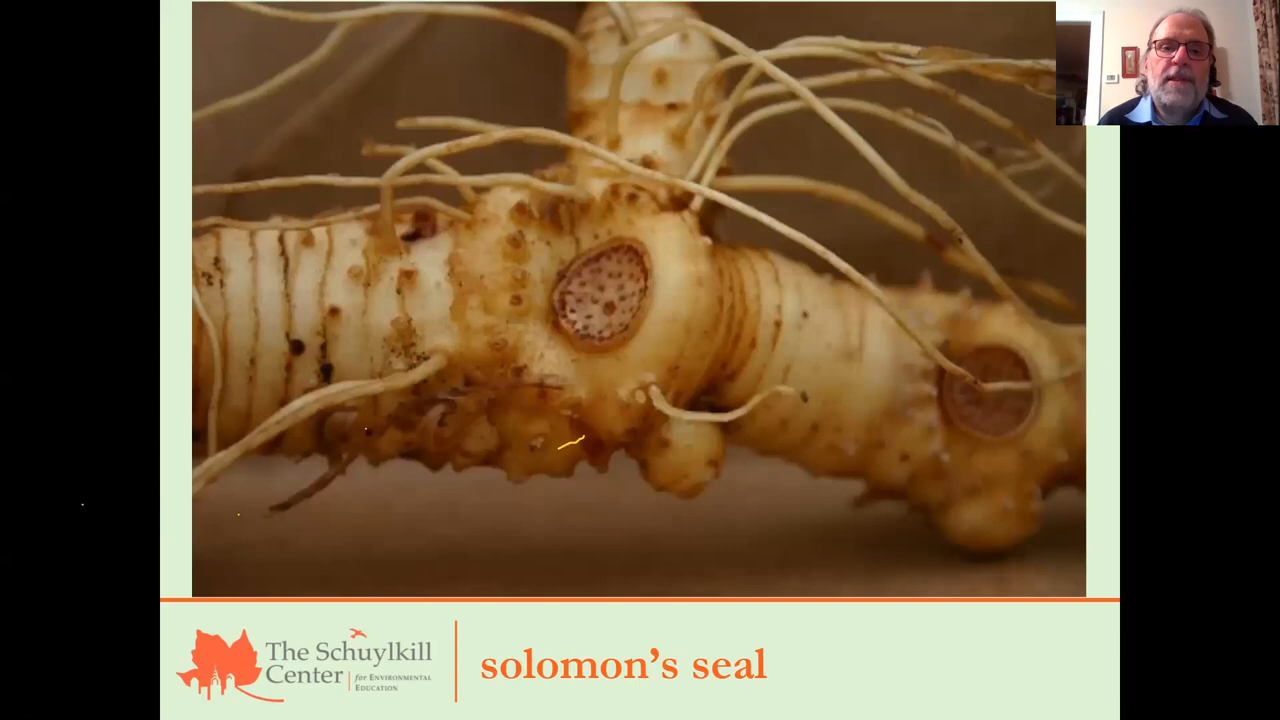 The Schuylkill
Center
for ENVIRONMENTAL
EDUCATION
solomon's seal